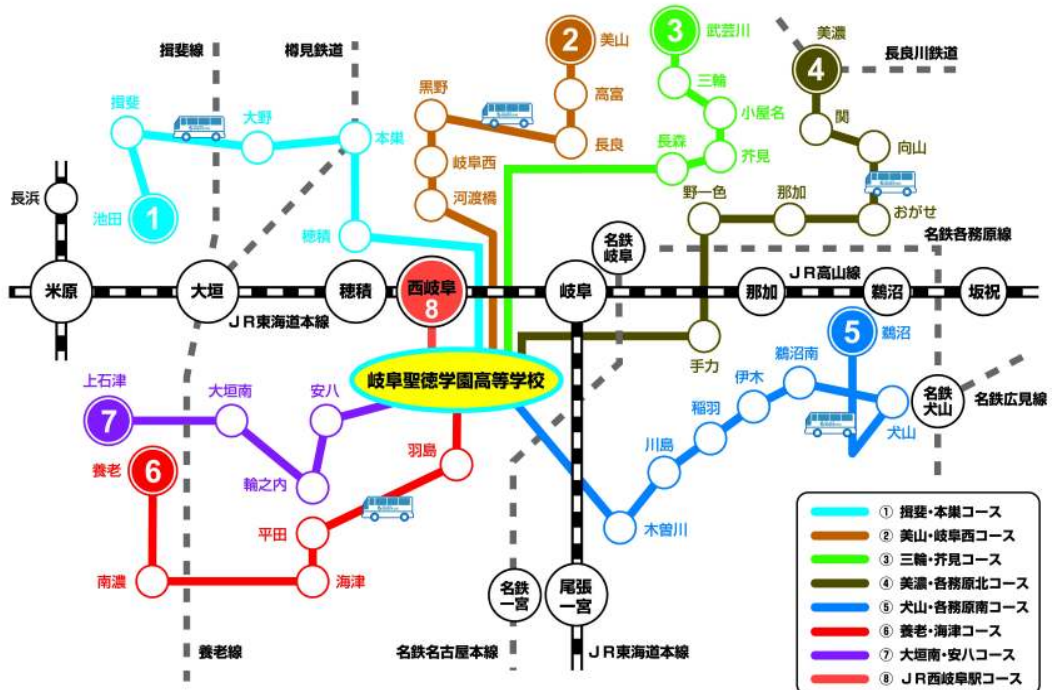 揖斐線
樽見鉄道
2
美山
3
武芸川
美濃
4
長良川鉄道
揖斐
大野
本巣
黒野
高富
長良
三輪
小屋名
関
長森
芥見
向山
岐阜西
河渡橋
野一色
那加
おがせ
長浜
池田
1
穂積
名鉄
岐阜
名鉄各務原線
JR高山線
米原
大垣
穂積
西岐阜
8
岐阜
那加
鵜沼
坂祝
JR東海道本線
手力
5
鵜沼
鵜沼南
伊木
稲羽
川島
木曽川
犬山
名鉄
犬山
名鉄広見線
岐阜聖徳学園高等学校
上石津
7
大垣南
安八
輪之内
羽島
養老
6
平田
南濃
海津
名鉄
一宮
尾張
一宮
養老線
名鉄名古屋本線
JR東海道本線
① 揖斐・本巣コース
② 美山・岐阜西コース
③ 三輪・芥見コース
④ 美濃・各務原北コース
⑤ 犬山・各務原南コース
⑥ 養老・海津コース
⑦ 大垣南・安八コース
⑧ JR西岐阜駅コース